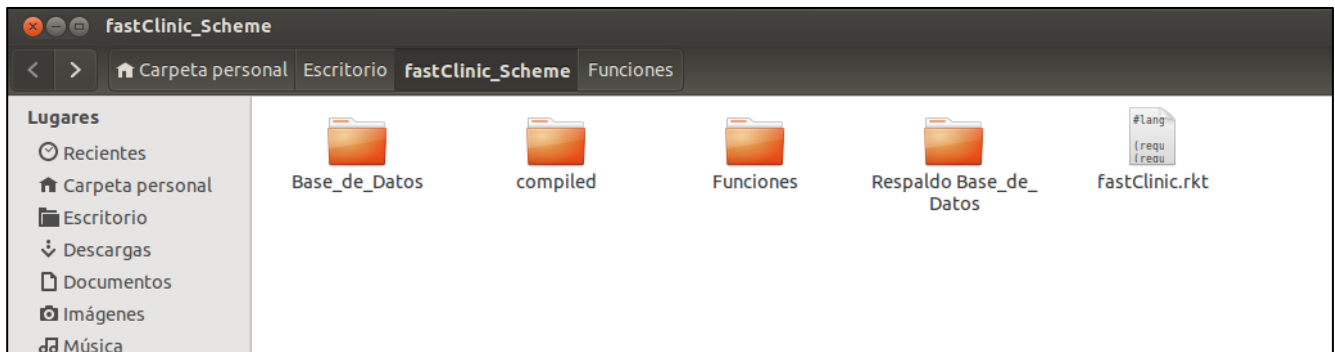 fastClinic_Scheme
Carpeta personal Escritorio fastClinic_Scheme Funciones
Lugares
Recientes
Carpeta personal
Escritorio
Descargas
Documentos
Imágenes
Música
Base_de_Datos
compiled
Funciones
Respaldo Base_de_
Datos
#lang
(requ
(requ
fastClinic.rkt